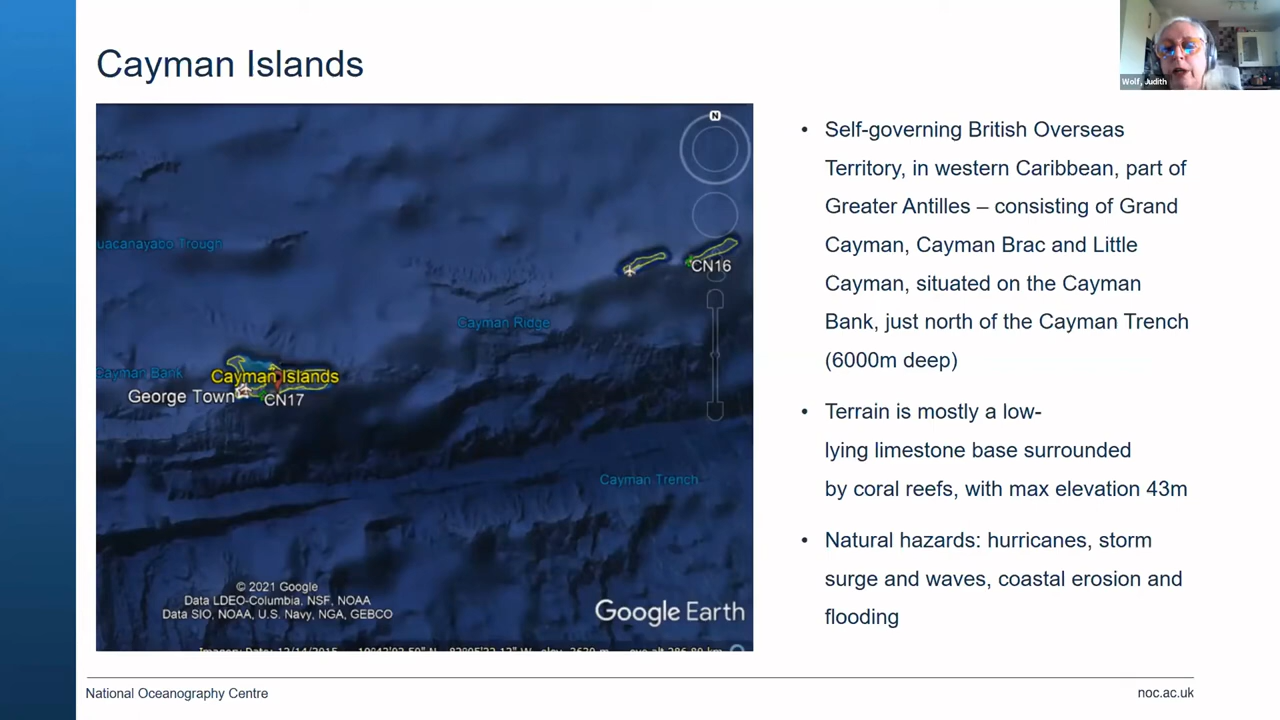 Cayman Islands
Wolf, Judith
N
uacanayabo Trough
CN16
Cayman Ridge
Cayman Bank
Cayman Islands
George Town
CN17
Cayman Trench
© 2021 Google
Data LDEO-Columbia, NSF, NOAA
Data SIO, NOAA, U.S. Navy, NGA, GEBCO
Google Earth
• Self-governing British Overseas
Territory, in western Caribbean, part of
Greater Antilles – consisting of Grand
Cayman, Cayman Brac and Little
Cayman, situated on the Cayman
Bank, just north of the Cayman Trench
(6000m deep)
• Terrain is mostly a low-
lying limestone base surrounded
by coral reefs, with max elevation 43m
• Natural hazards: hurricanes, storm
surge and waves, coastal erosion and
flooding
National Oceanography Centre
noc.ac.uk